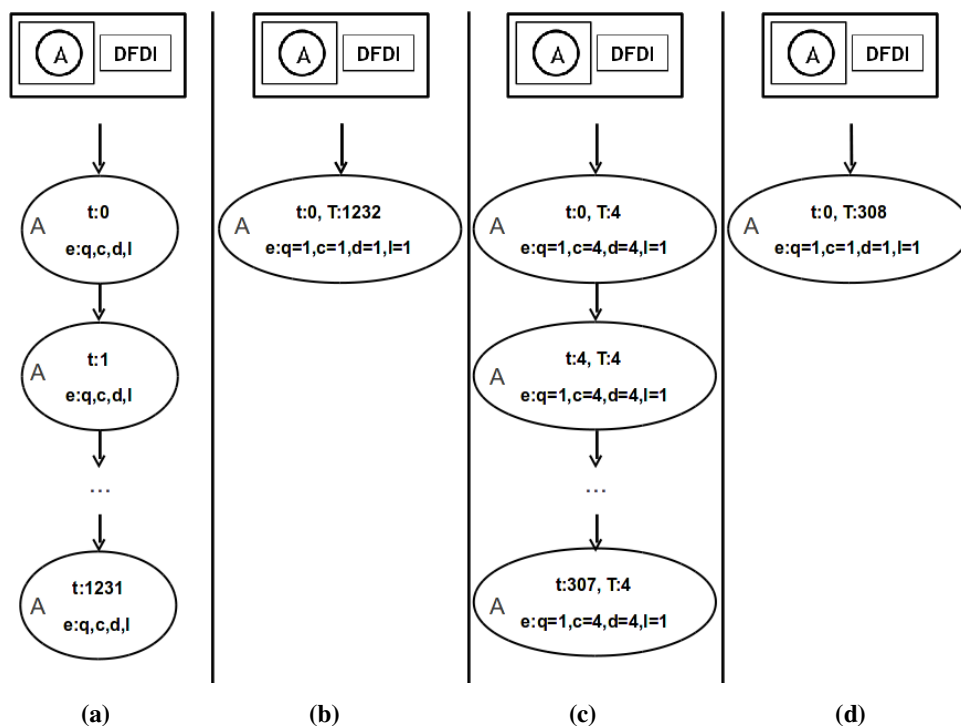 A DFDI
t:0
A
e:q,c,d,l
t:1
A
e:q,c,d,l
...
t:1231
A
e:q,c,d,l
(a)
A DFDI
t:0, T:1232
A
e:q=1,c=1,d=1,l=1
(b)
A DFDI
t:0, T:4
A
e:q=1,c=4,d=4,l=1
t:4, T:4
A
e:q=1,c=4,d=4,l=1
...
t:307, T:4
A
e:q=1,c=4,d=4,l=1
(c)
A DFDI
t:0, T:308
A
e:q=1,c=1,d=1,l=1
(d)